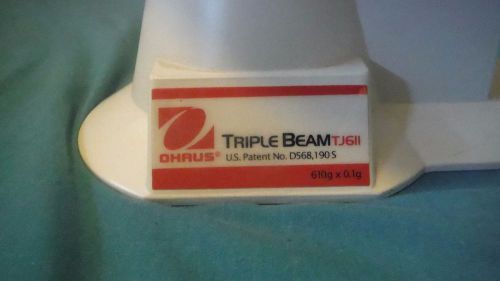 OHAUS®
TRIPLE BEAM TJ611
U.S. Patent No. D568,190 S
610g x 0.1g